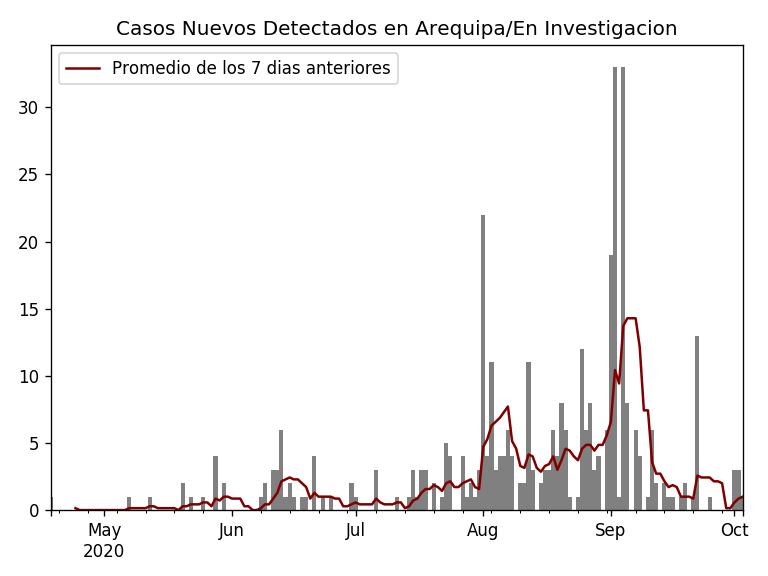 Casos Nuevos Detectados en Arequipa/En Investigacion
Promedio de los 7 dias anteriores
30
25
20
15
10
5
0
May Jun Jul Aug Sep Oct
2020